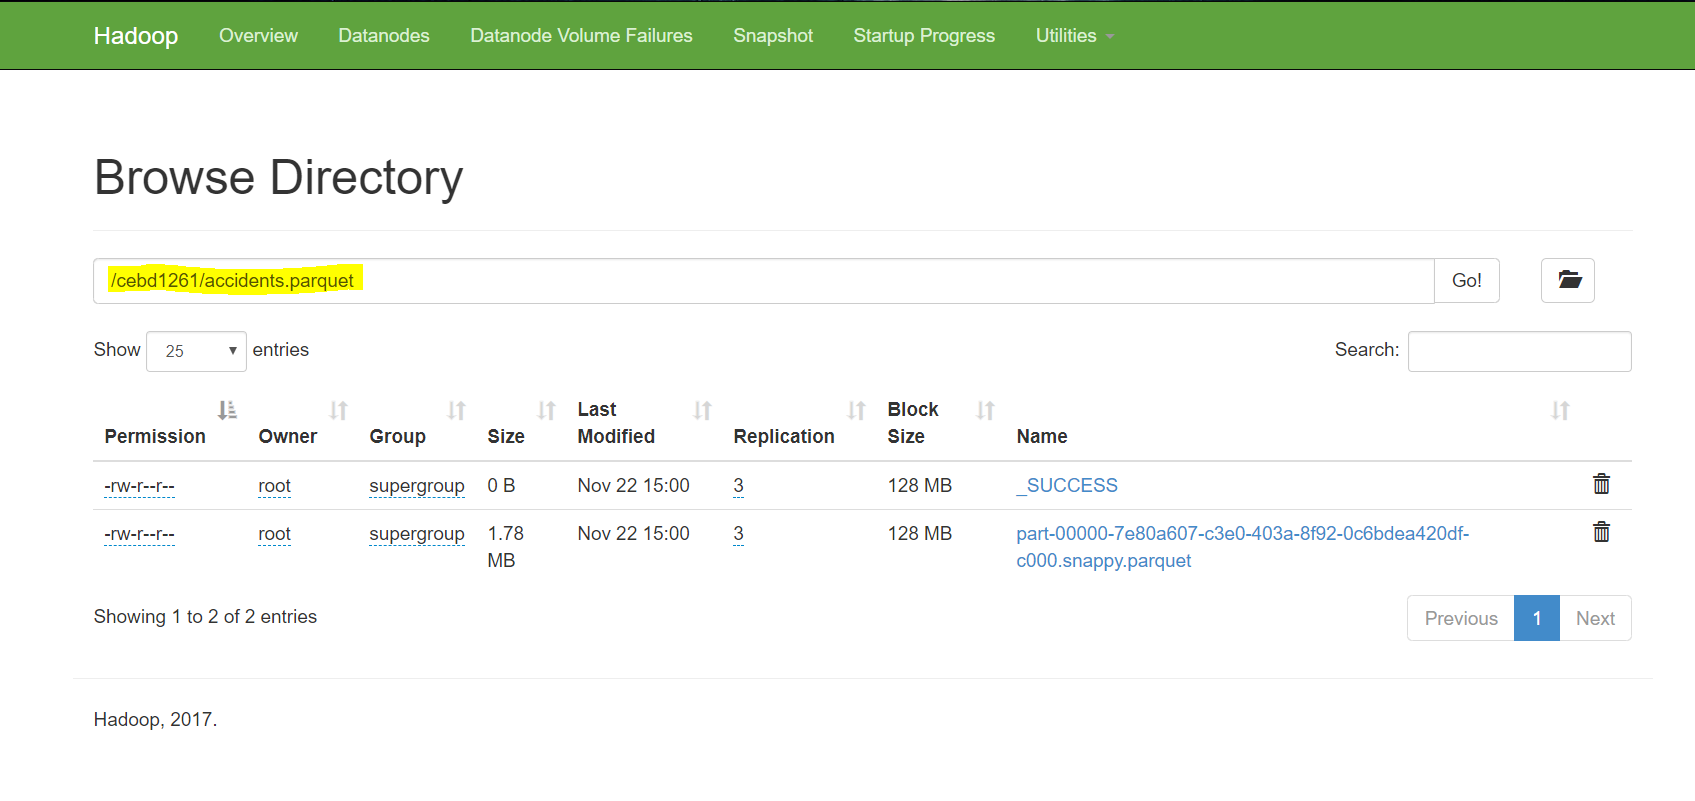 Hadoop Overview Datanodes Datanode Volume Failures Snapshot Startup Progress Utilities
Browse Directory
/cebd1261/accidents.parquet Go!
Show 25 entries Search:
Permission Owner Group Size Last Modified Replication Block Size Name
-rw-r--r-- root supergroup 0 B Nov 22 15:00 3 128 MB _SUCCESS
-rw-r--r-- root supergroup 1.78 MB Nov 22 15:00 3 128 MB part-00000-7e80a607-c3e0-403a-8f92-0c6bdea420df-
c000.snappy.parquet
Showing 1 to 2 of 2 entries Previous 1 Next
Hadoop, 2017.